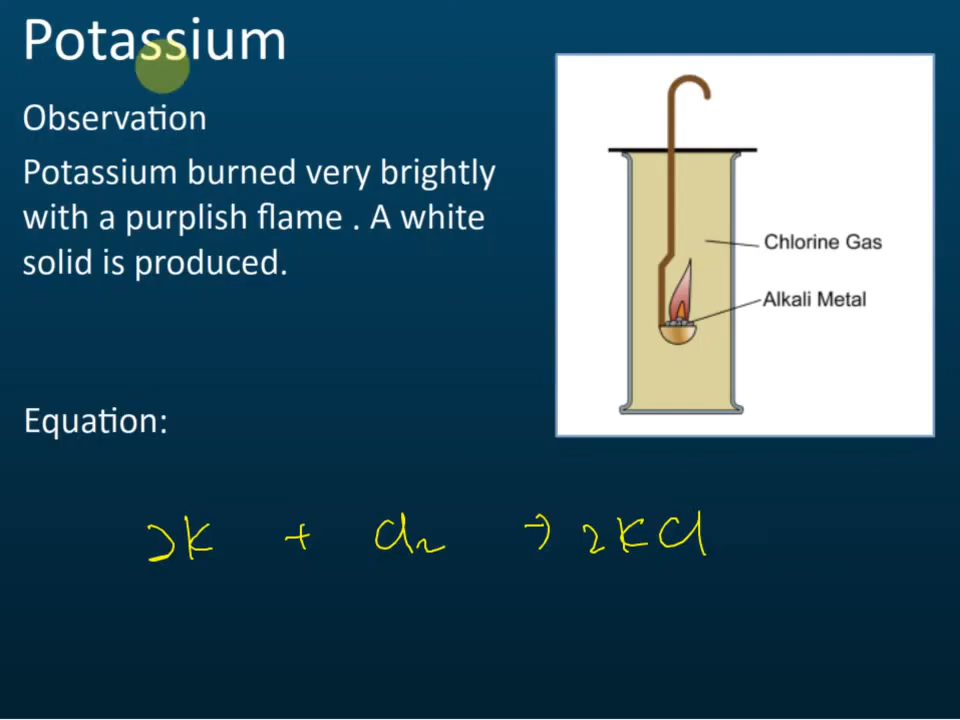 Potassium
Observation
Potassium burned very brightly
with a purplish flame . A white
solid is produced.
Chlorine Gas
Alkali Metal
Equation:
2K + Cl₂ → 2KCl